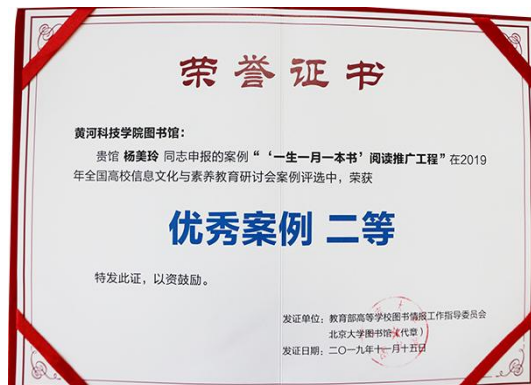 荣誉证书
黄河科技学院图书馆：
贵馆 杨美玲 同志申报的案例“‘一生一月一本书’阅读推广工程”在2019
年全国高校信息文化与素养教育研讨会案例评选中，荣获
优秀案例 二等
特发此证，以资鼓励。
发证单位：教育部高等学校图书情报工作指导委员会
北京大学图书馆（代章）
发证日期：二〇一九年十一月十五日